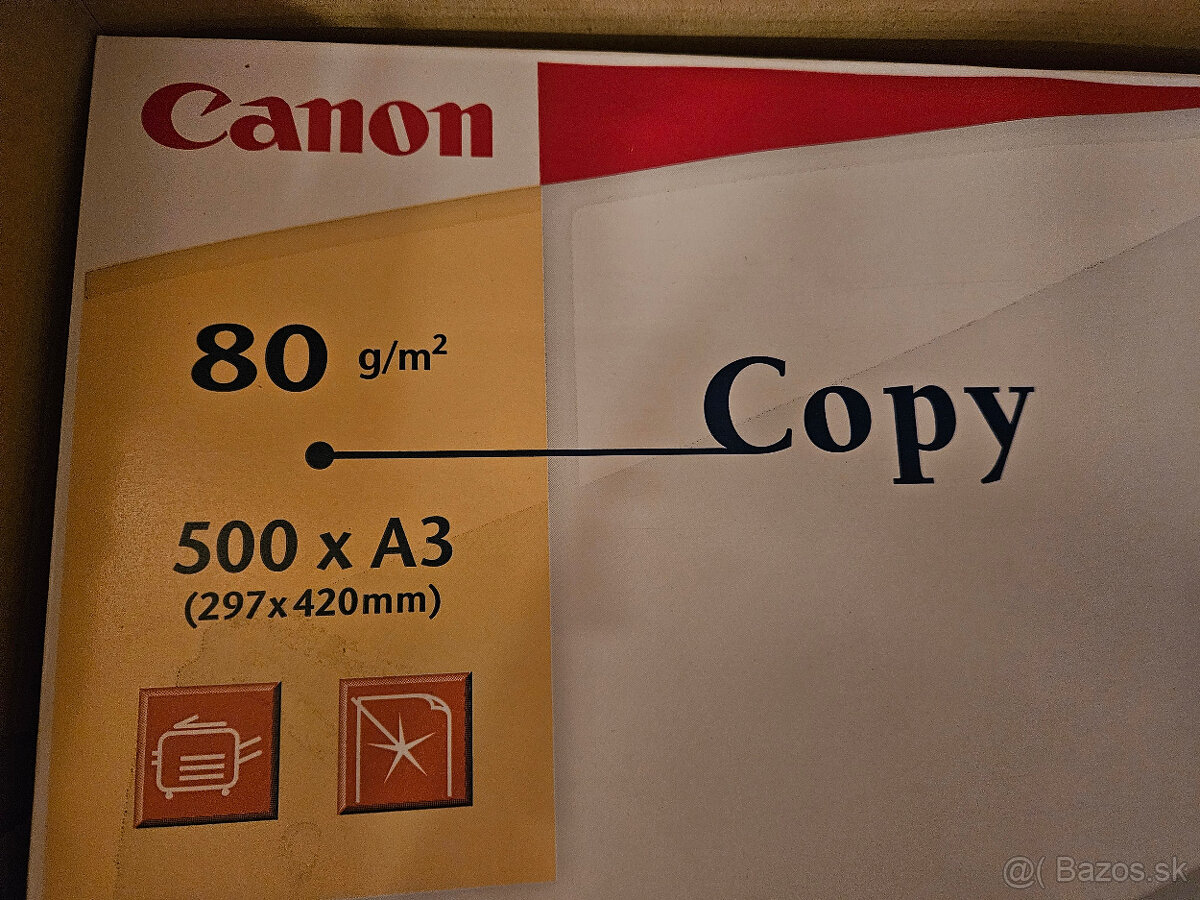 Canon
80 g/m²
Copy
500 x A3
(297x420mm)
@( Bazos.sk